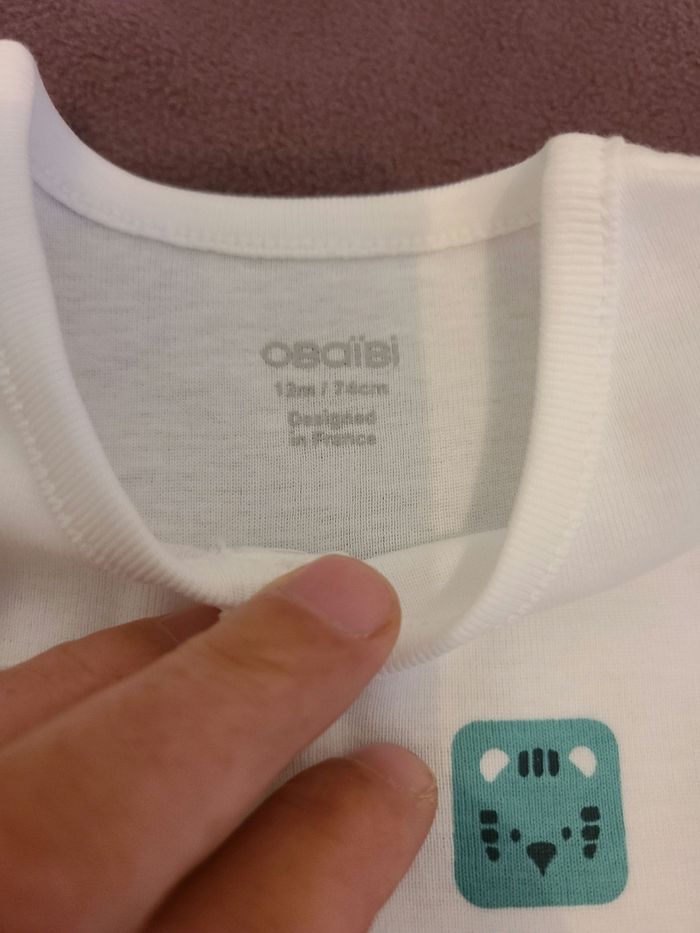 obaïbi
12m / 74cm
Designed
in France